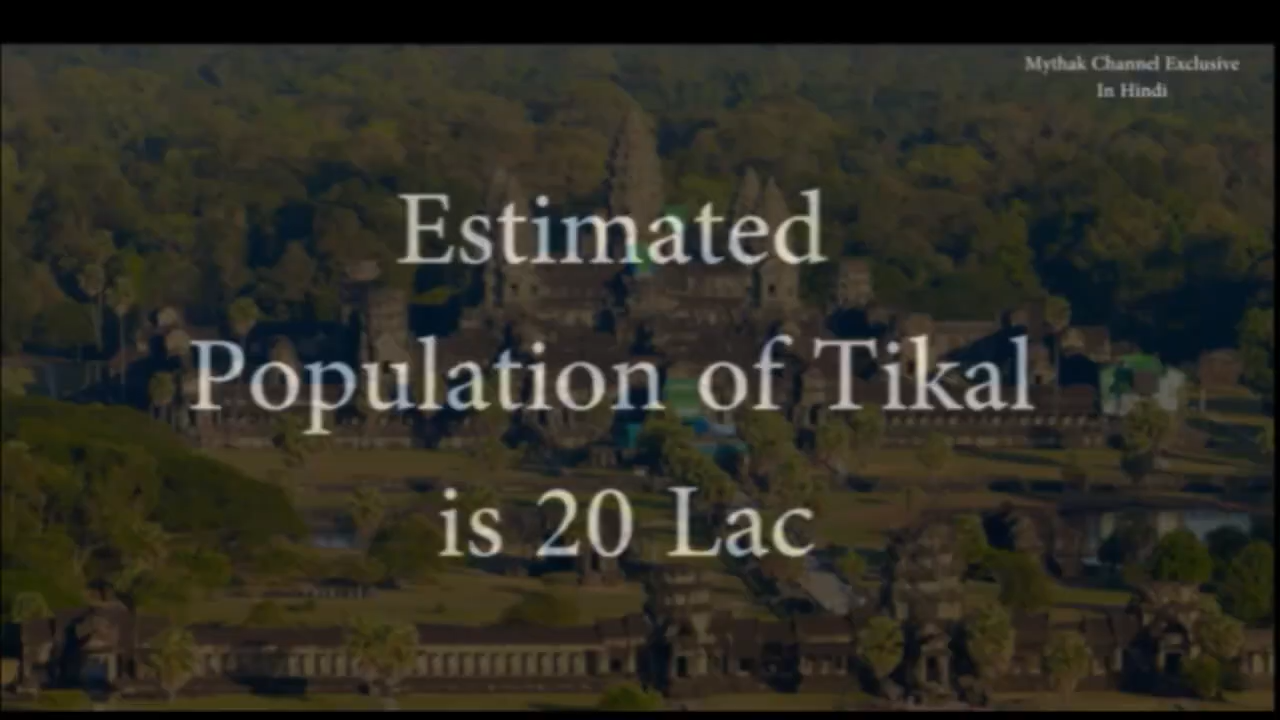 Mythak Channel Exclusive
In Hindi
Estimated
Population of Tikal
is 20 Lac